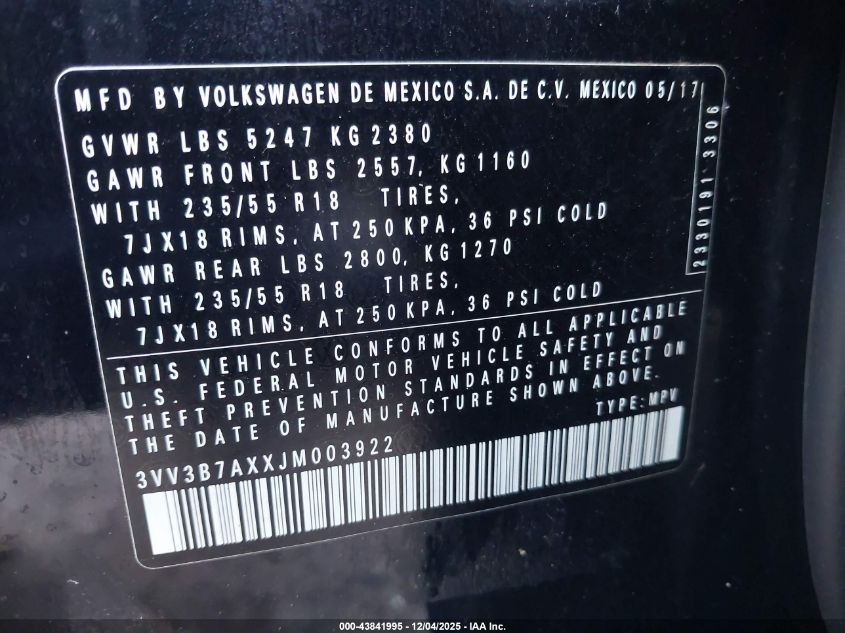 MFD BY VOLKSWAGEN DE MEXICO S.A. DE C.V. MEXICO 05/17
GVWR LBS 5247 KG 2380
GAWR FRONT LBS 2557, KG 1160
WITH 235/55 R18 TIRES,
7JX18 RIMS, AT 250 KPA, 36 PSI COLD
GAWR REAR LBS 2800, KG 1270
WITH 235/55 R18 TIRES,
7JX18 RIMS, AT 250 KPA, 36 PSI COLD
2330191 3306
THIS VEHICLE CONFORMS TO ALL APPLICABLE
U.S. FEDERAL MOTOR VEHICLE SAFETY AND
THEFT PREVENTION STANDARDS IN EFFECT ON
THE DATE OF MANUFACTURE SHOWN ABOVE.
TYPE: MPV
3VV3B7AXXJM003922
000-43841995 - 12/04/2025 - IAA Inc.